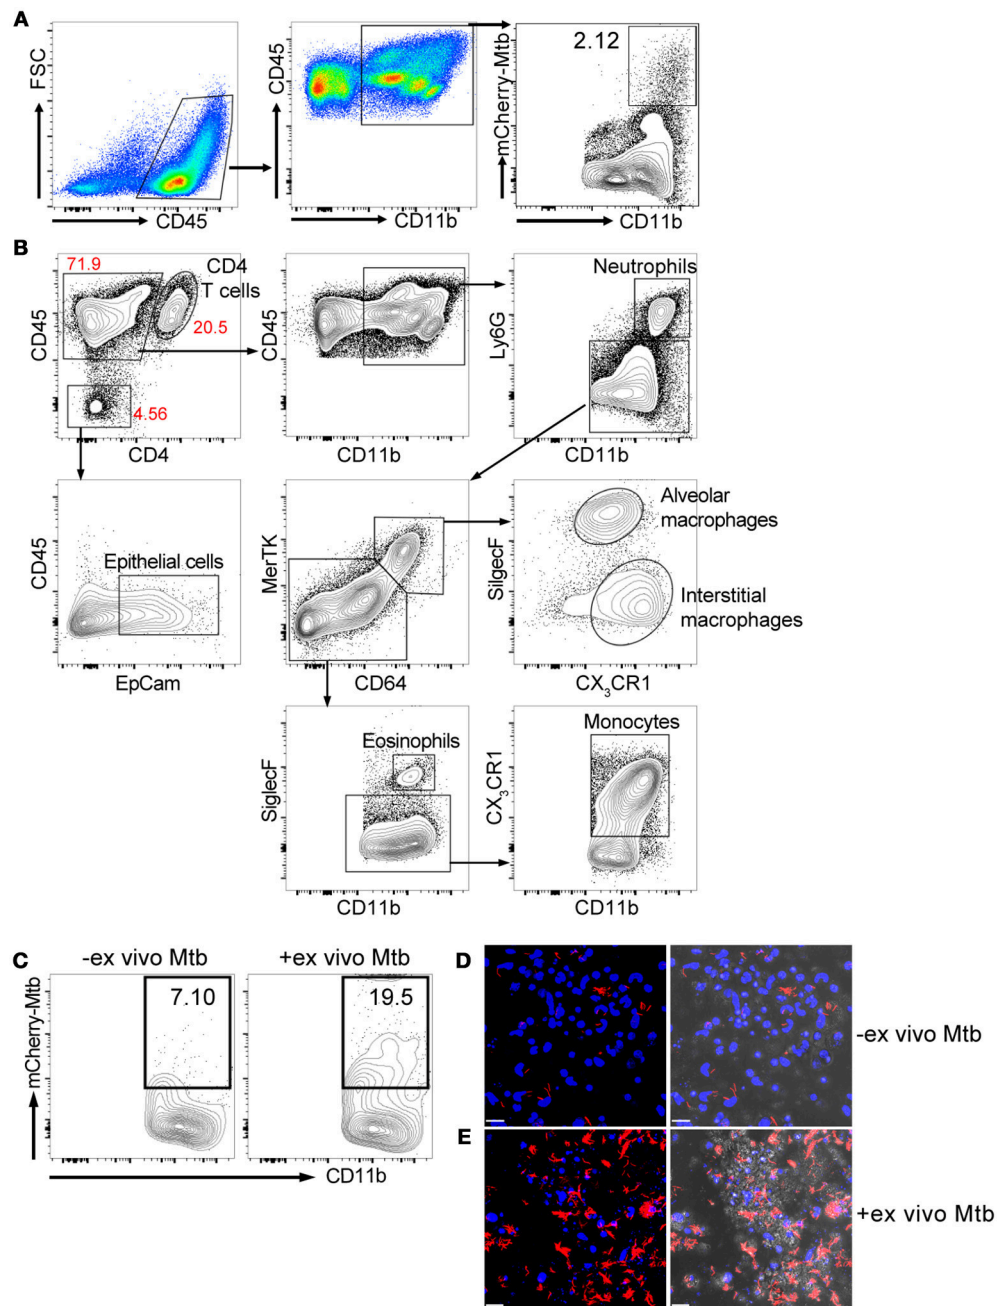 A
FSC
CD45
CD45
CD11b
mCherry-Mtb
2.12
CD11b
B
71.9
CD4
T cells
20.5
4.56
CD45
CD4
CD45
CD11b
Neutrophils
Ly6G
CD11b
CD45
Epithelial cells
EpCam
MerTK
CD64
SilgecF
Alveolar
macrophages
Interstitial
macrophages
CX3CR1
SiglecF
Eosinophils
CD11b
CX3CR1
Monocytes
CD11b
C
-ex vivo Mtb
+ex vivo Mtb
mCherry-Mtb
7.10
19.5
CD11b
D
-ex vivo Mtb
E
+ex vivo Mtb